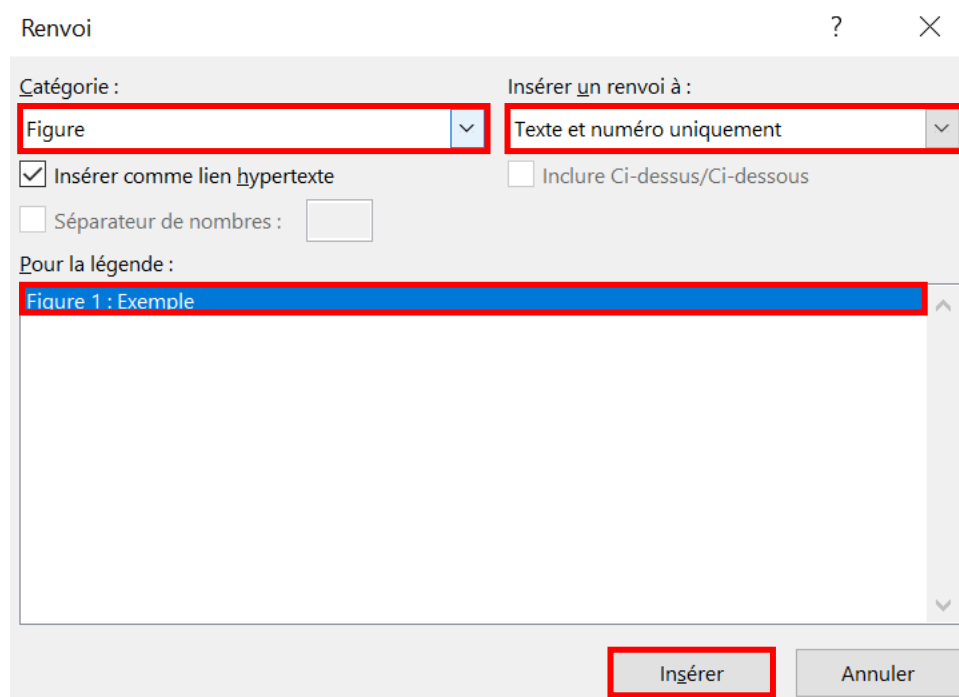 Renvoi ?
Catégorie : Insérer un renvoi à :
Figure Texte et numéro uniquement
Insérer comme lien hypertexte Inclure Ci-dessus/Ci-dessous
Séparateur de nombres :
Pour la légende :
Figure 1 : Exemple
Insérer Annuler